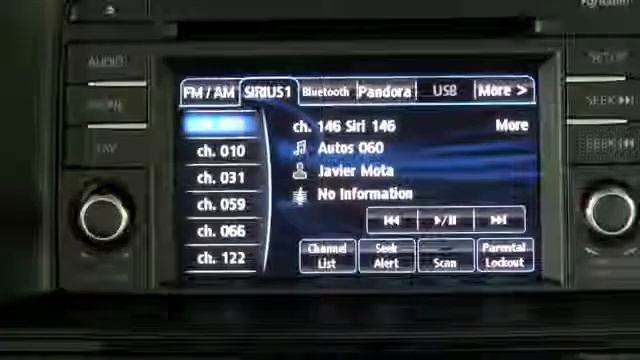 AUDIO
SETUP
FM / AM SIRIUS1 Bluetooth Pandora USB More >
SEEK
ch. 146 Siri 146 More
ch. 010 Autos 060
FAV
SEEK
ch. 031 Javier Mota
ch. 059 No Information
ch. 066
ch. 122
Channel List
Seek Alert
Scan
Parental Lockout